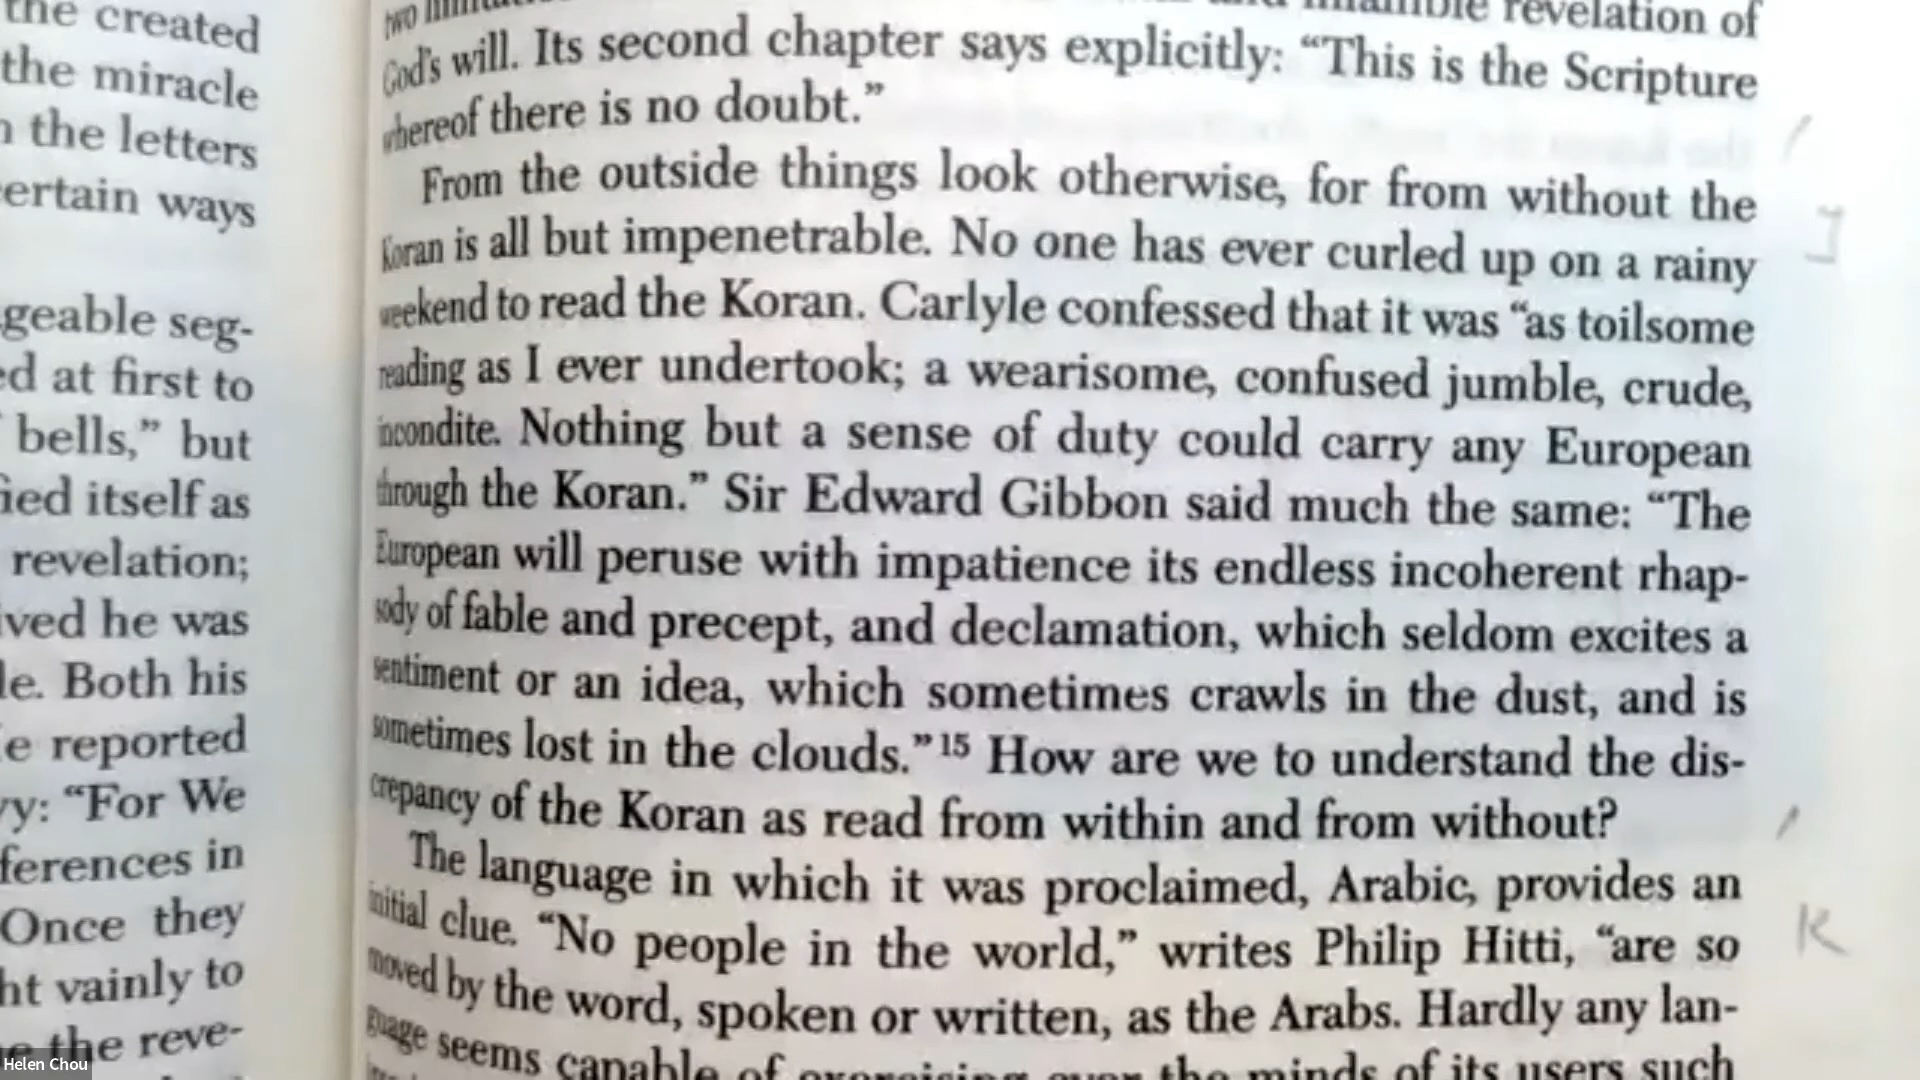 the created
the miracle
the letters
ertain ways
geable seg-
ed at first to
bells,” but
ied itself as
revelation;
ved he was
le. Both his
e reported
y: “For We
ferences in
Once they
ht vainly to
the reve-
two revelation of
God's will. Its second chapter says explicitly: “This is the Scripture
whereof there is no doubt.”
From the outside things look otherwise, for from without the
Koran is all but impenetrable. No one has ever curled up on a rainy
weekend to read the Koran. Carlyle confessed that it was “as toilsome
reading as I ever undertook; a wearisome, confused jumble, crude,
incondite. Nothing but a sense of duty could carry any European
through the Koran.” Sir Edward Gibbon said much the same: “The
European will peruse with impatience its endless incoherent rhap-
sody of fable and precept, and declamation, which seldom excites a
sentiment or an idea, which sometimes crawls in the dust, and is
sometimes lost in the clouds.”15 How are we to understand the dis-
crepancy of the Koran as read from within and from without?
The language in which it was proclaimed, Arabic, provides an
initial clue. “No people in the world,” writes Philip Hitti, “are so
moved by the word, spoken or written, as the Arabs. Hardly any lan-
guage seems capable of exercising over the minds of its users such
K
Helen Chou